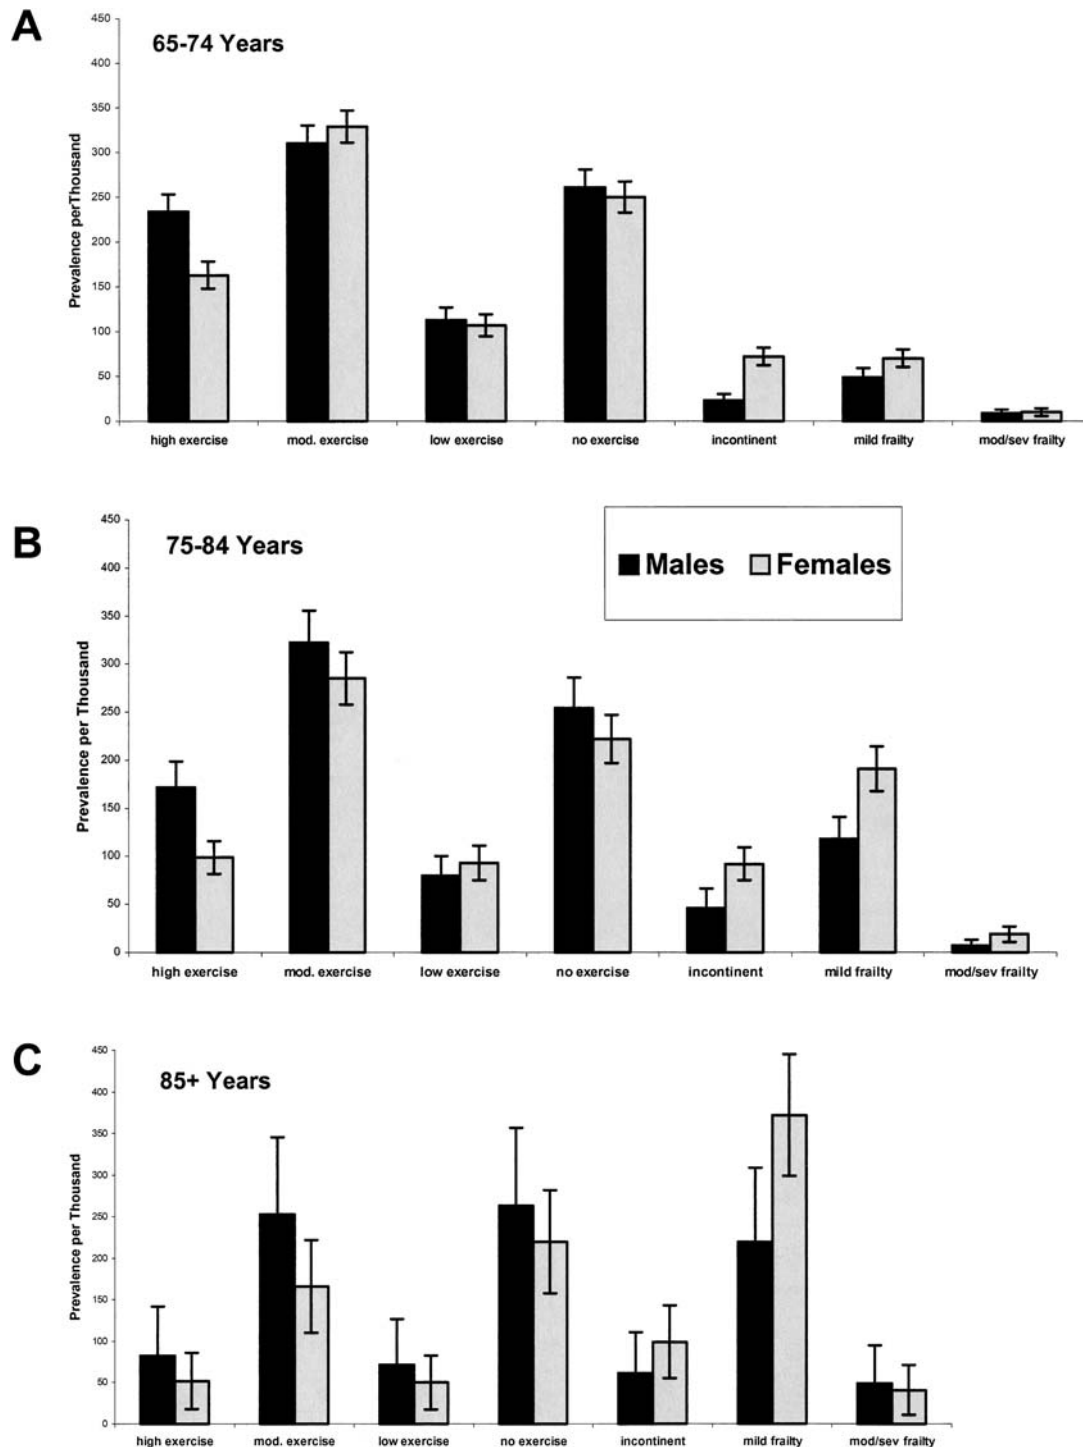 A
65-74 Years
Prevalence perThousand
450
400
350
300
250
200
150
100
50
0
high exercise mod. exercise low exercise no exercise incontinent mild frailty mod/sev frailty
B
75-84 Years
Males Females
Prevalence per Thousand
450
400
350
300
250
200
150
100
50
0
high exercise mod. exercise low exercise no exercise incontinent mild frailty mod/sev frailty
C
85+ Years
Prevalence per Thousand
450
400
350
300
250
200
150
100
50
0
high exercise mod. exercise low exercise no exercise incontinent mild frailty mod/sev frailty